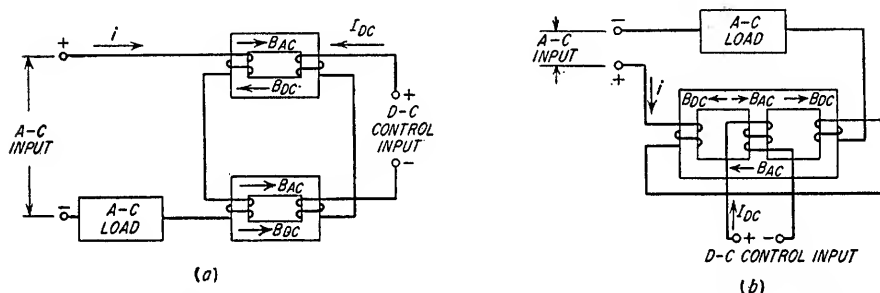 +
i
B_AC
I_DC
B_DC
+
A-C
INPUT
D-C
CONTROL
INPUT
−
B_AC
−
A-C
LOAD
B_DC
(a)
−
A-C
LOAD
A-C
INPUT
+
i
B_DC B_AC B_DC
B_AC
I_DC
+ −
D-C CONTROL INPUT
(b)